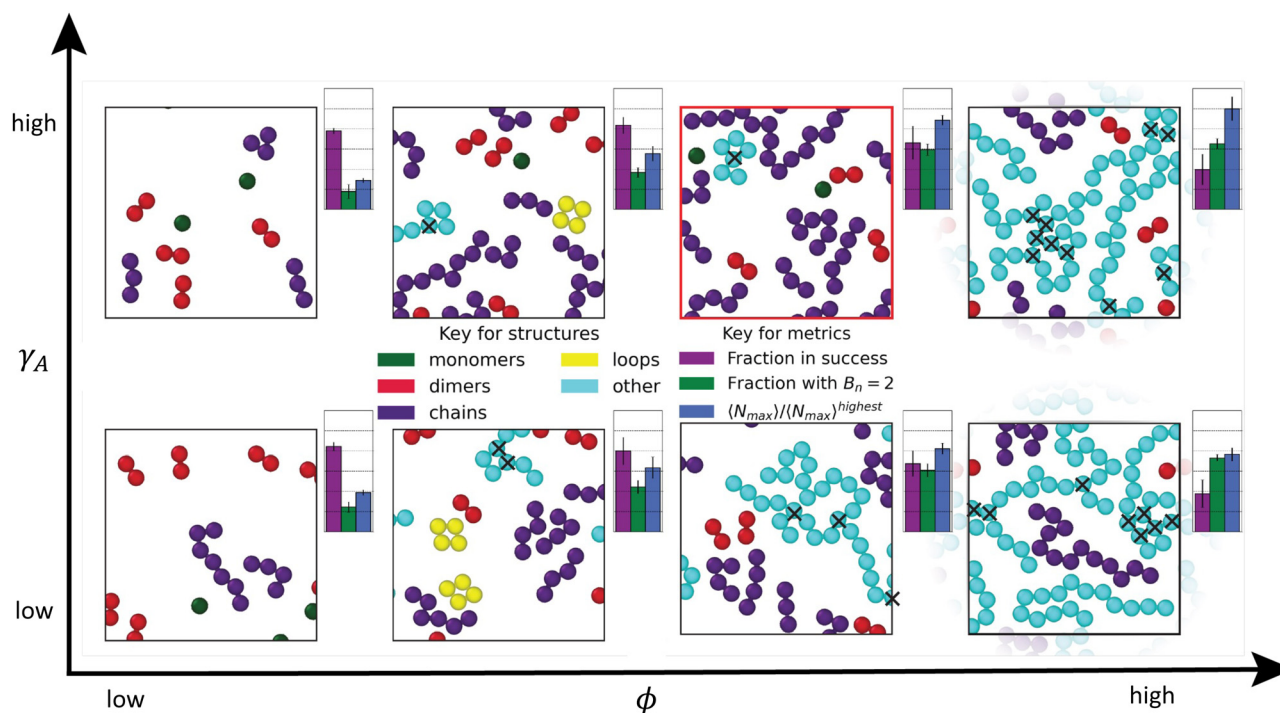 high
γ_A
Key for structures
monomers
dimers
chains
loops
other
Key for metrics
Fraction in success
Fraction with B_n = 2
⟨N_max⟩/⟨N_max⟩^highest
low
low
ϕ
high